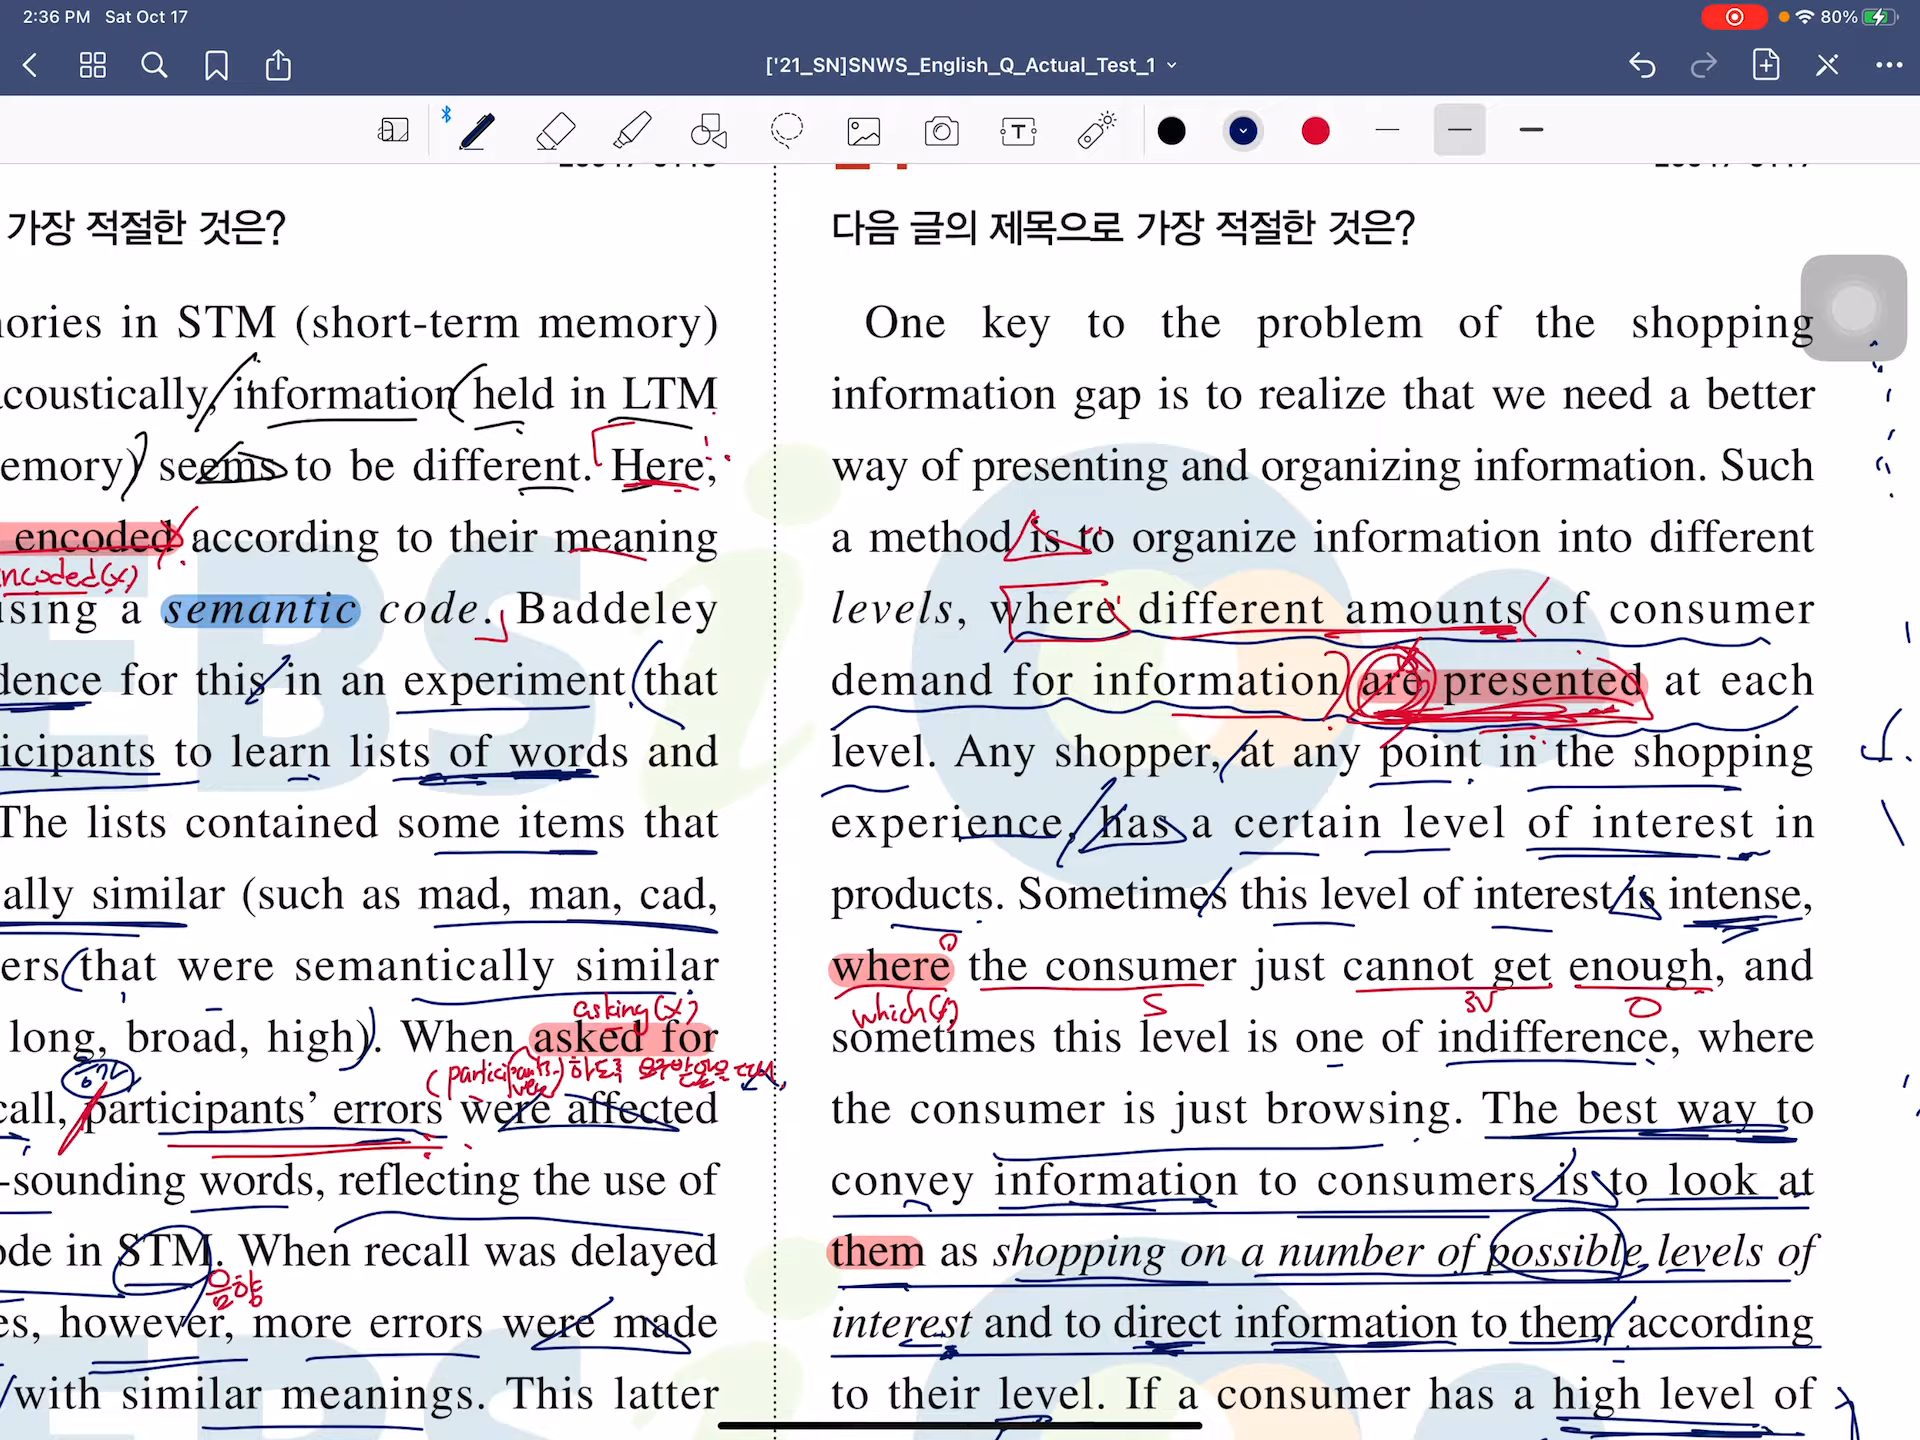 2:36 PM Sat Oct 17
80%
['21_SN]SNWS_English_Q_Actual_Test_1
가장 적절한 것은?
ories in STM (short-term memory)
coustically, information held in LTM
emory) seems to be different. Here,
encoded according to their meaning
ncoded(x)
using a semantic code. Baddeley
dence for this in an experiment that
icipants to learn lists of words and
The lists contained some items that
ally similar (such as mad, man, cad,
ers that were semantically similar
asking(x)
long, broad, high). When asked for
call, participants' errors were affected
-sounding words, reflecting the use of
ode in STM. When recall was delayed
음향
es, however, more errors were made
with similar meanings. This latter
다음 글의 제목으로 가장 적절한 것은?
One key to the problem of the shopping
information gap is to realize that we need a better
way of presenting and organizing information. Such
a method is to organize information into different
levels, where different amounts of consumer
demand for information are presented at each
level. Any shopper, at any point in the shopping
experience, has a certain level of interest in
products. Sometimes this level of interest is intense,
where the consumer just cannot get enough, and
which(x) S V O
sometimes this level is one of indifference, where
the consumer is just browsing. The best way to
convey information to consumers is to look at
them as shopping on a number of possible levels of
interest and to direct information to them according
to their level. If a consumer has a high level of
EBSi